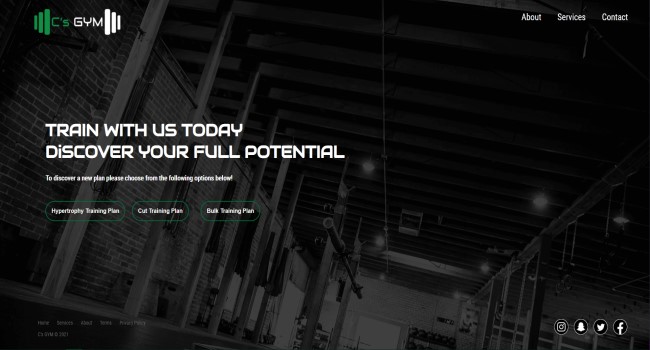 C's GYM
About Services Contact
TRAIN WITH US TODAY
DiSCOVER YOUR FULL POTENTIAL
To discover a new plan please choose from the following options below!
Hypertrophy Training Plan Cut Training Plan Bulk Training Plan
Home Services About Terms Privacy Policy
C's GYM © 2021